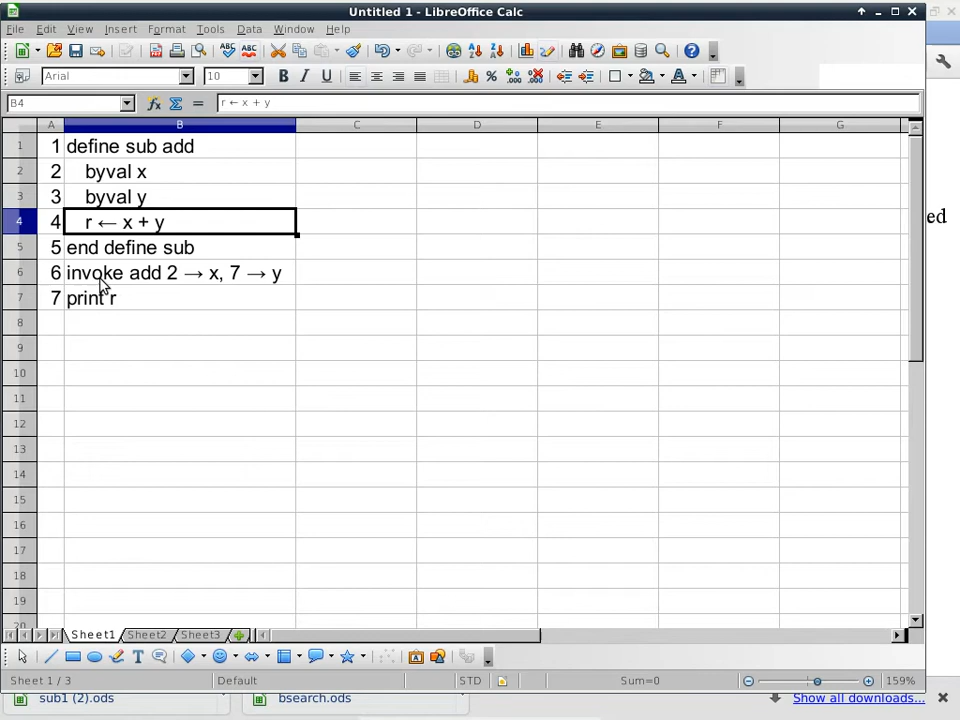 Untitled 1 - LibreOffice Calc
File Edit View Insert Format Tools Data Window Help
Arial 10
B4 r ← x + y
A B C D E F G
1 1 define sub add
2 2 byval x
3 3 byval y
4 4 r ← x + y
5 5 end define sub
6 6 invoke add 2 → x, 7 → y
7 7 print r
8
9
10
11
12
13
14
15
16
17
18
19
20
ed
Sheet1 Sheet2 Sheet3
Sheet 1 / 3 Default STD Sum=0 159%
sub1 (2).ods bsearch.ods Show all downloads...